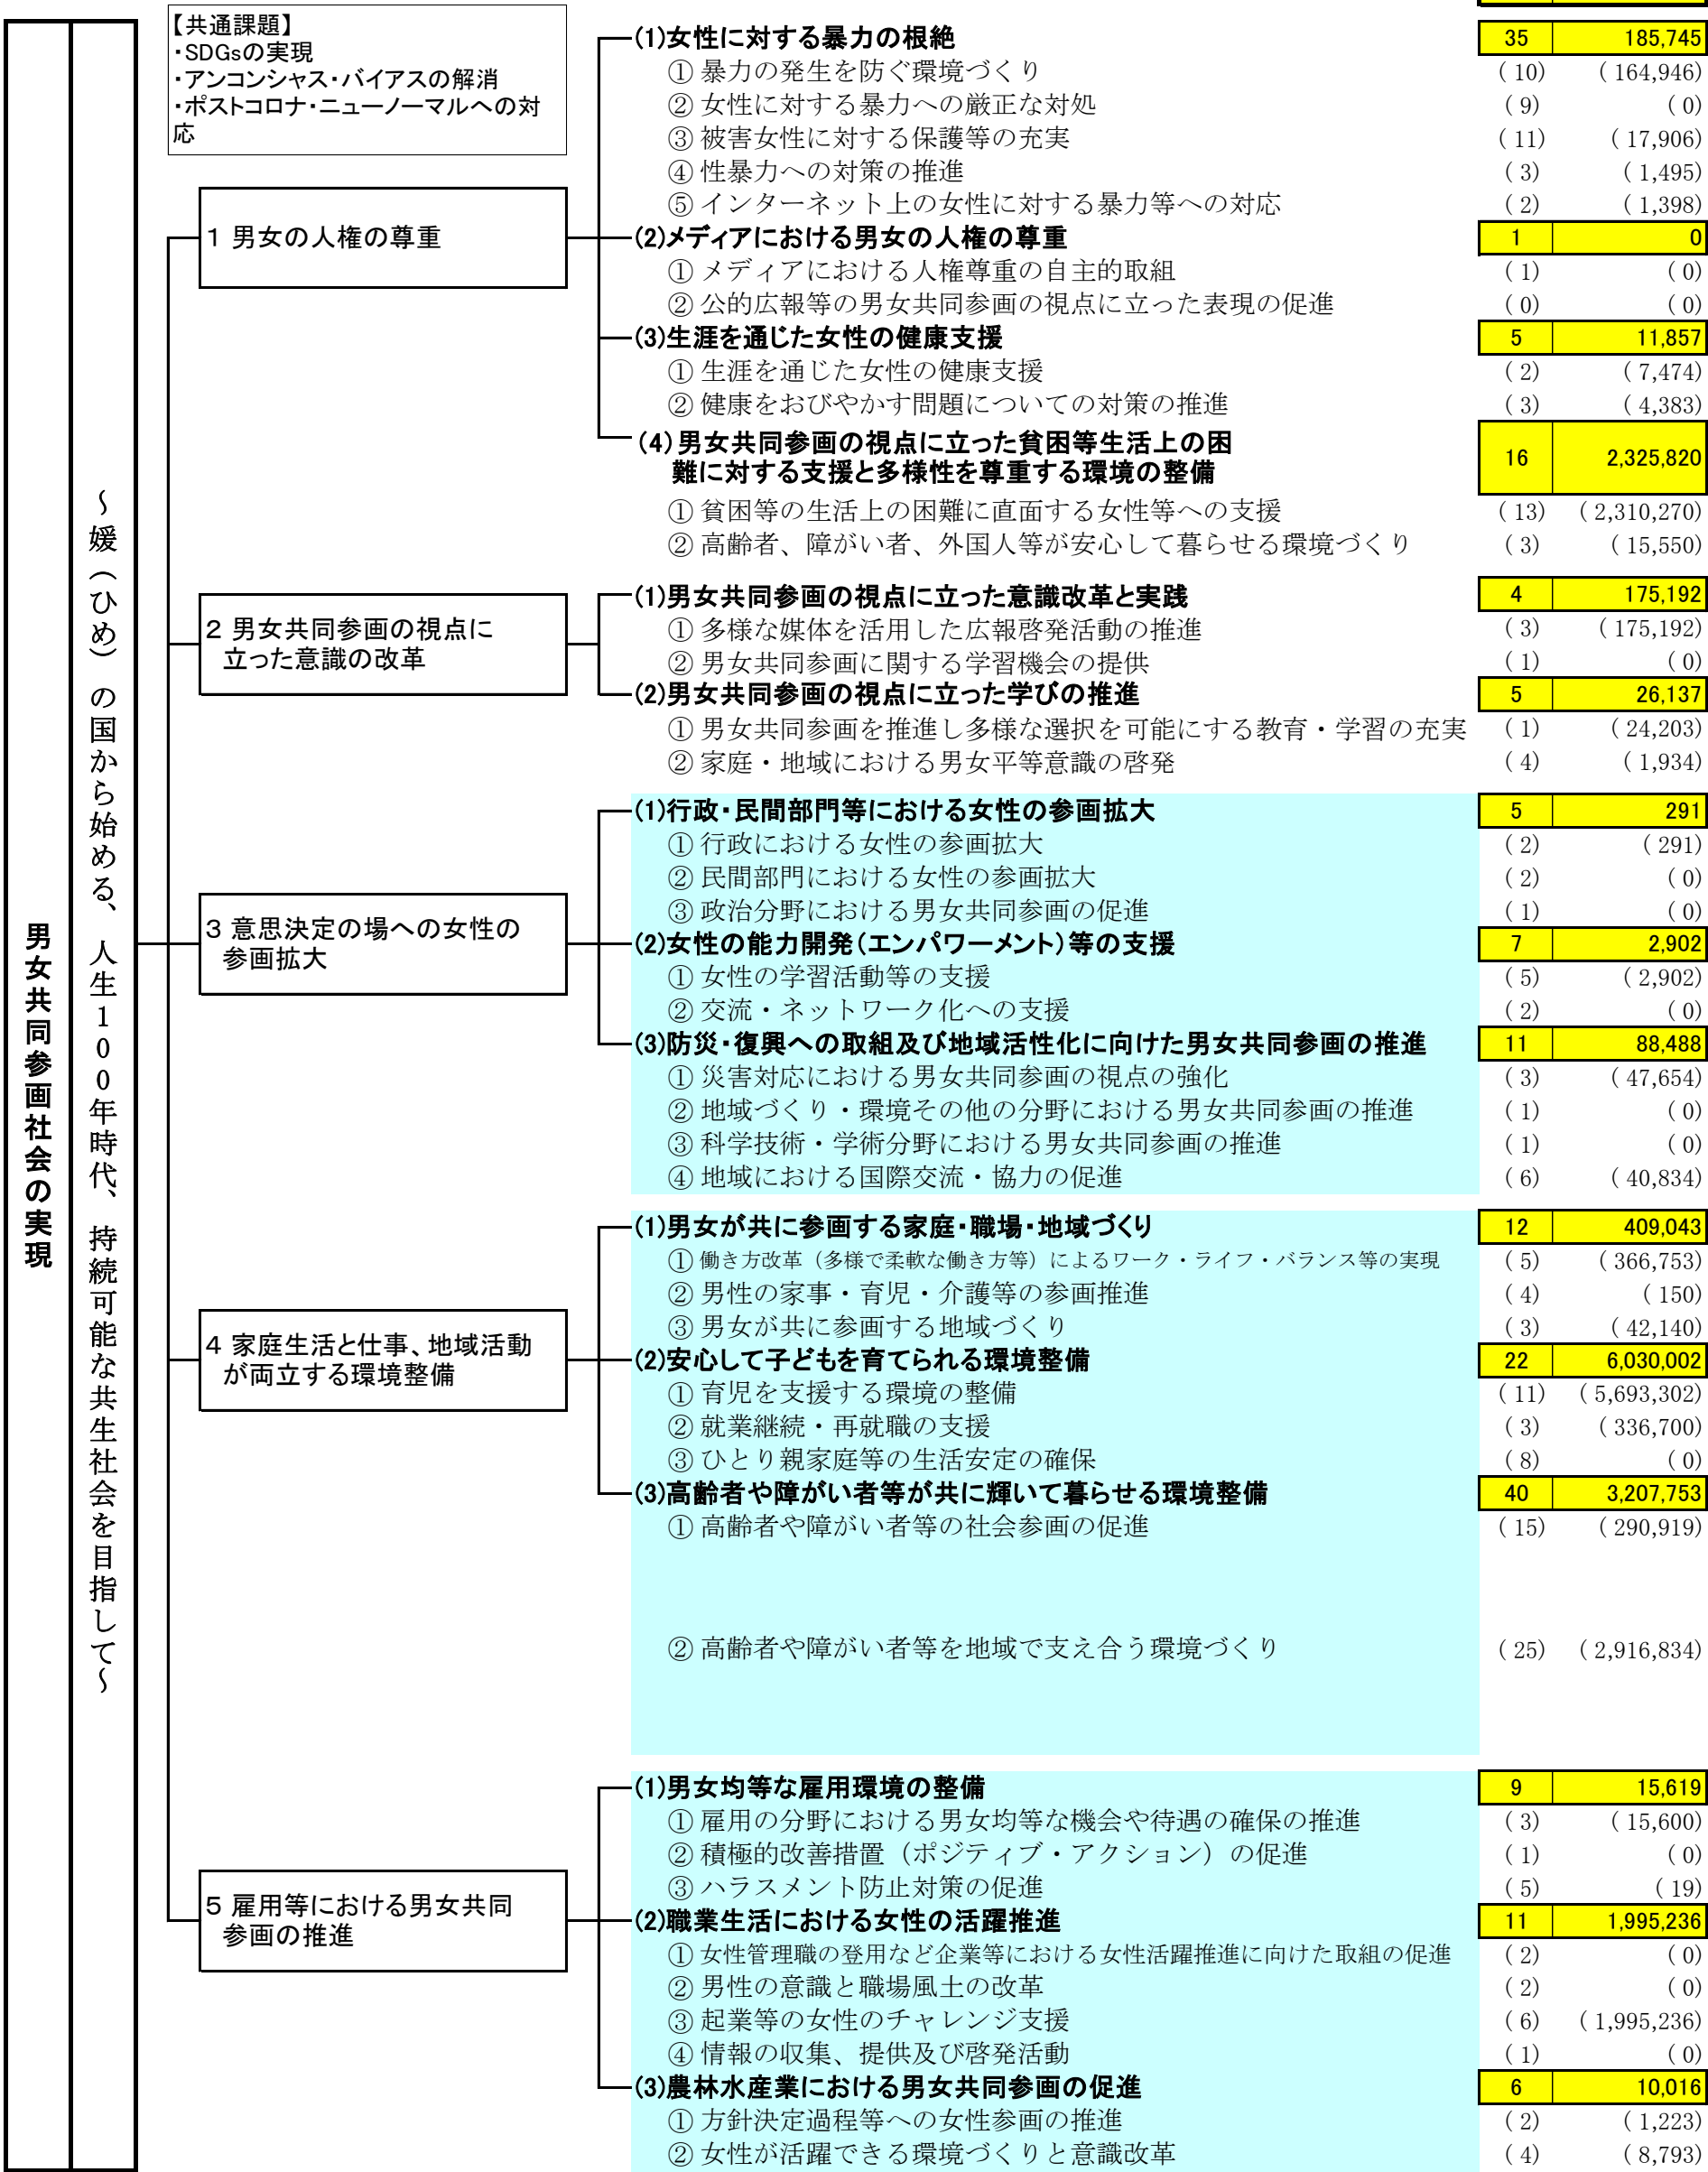 男女共同参画社会の実現
～媛（ひめ）の国から始める、人生１００年時代、持続可能な共生社会を目指して～
【共通課題】
・SDGsの実現
・アンコンシャス・バイアスの解消
・ポストコロナ・ニューノーマルへの対
応
1 男女の人権の尊重
(1)女性に対する暴力の根絶 35 185,745
① 暴力の発生を防ぐ環境づくり ( 10) ( 164,946)
② 女性に対する暴力への厳正な対処 ( 9) ( 0)
③ 被害女性に対する保護等の充実 ( 11) ( 17,906)
④ 性暴力への対策の推進 ( 3) ( 1,495)
⑤ インターネット上の女性に対する暴力等への対応 ( 2) ( 1,398)
(2)メディアにおける男女の人権の尊重 1 0
① メディアにおける人権尊重の自主的取組 ( 1) ( 0)
② 公的広報等の男女共同参画の視点に立った表現の促進 ( 0) ( 0)
(3)生涯を通じた女性の健康支援 5 11,857
① 生涯を通じた女性の健康支援 ( 2) ( 7,474)
② 健康をおびやかす問題についての対策の推進 ( 3) ( 4,383)
(4)男女共同参画の視点に立った貧困等生活上の困
難に対する支援と多様性を尊重する環境の整備 16 2,325,820
① 貧困等の生活上の困難に直面する女性等への支援 ( 13) ( 2,310,270)
② 高齢者、障がい者、外国人等が安心して暮らせる環境づくり ( 3) ( 15,550)
2 男女共同参画の視点に
立った意識の改革
(1)男女共同参画の視点に立った意識改革と実践 4 175,192
① 多様な媒体を活用した広報啓発活動の推進 ( 3) ( 175,192)
② 男女共同参画に関する学習機会の提供 ( 1) ( 0)
(2)男女共同参画の視点に立った学びの推進 5 26,137
① 男女共同参画を推進し多様な選択を可能にする教育・学習の充実 ( 1) ( 24,203)
② 家庭・地域における男女平等意識の啓発 ( 4) ( 1,934)
3 意思決定の場への女性の
参画拡大
(1)行政・民間部門等における女性の参画拡大 5 291
① 行政における女性の参画拡大 ( 2) ( 291)
② 民間部門における女性の参画拡大 ( 2) ( 0)
③ 政治分野における男女共同参画の促進 ( 1) ( 0)
(2)女性の能力開発(エンパワーメント)等の支援 7 2,902
① 女性の学習活動等の支援 ( 5) ( 2,902)
② 交流・ネットワーク化への支援 ( 2) ( 0)
(3)防災・復興への取組及び地域活性化に向けた男女共同参画の推進 11 88,488
① 災害対応における男女共同参画の視点の強化 ( 3) ( 47,654)
② 地域づくり・環境その他の分野における男女共同参画の推進 ( 1) ( 0)
③ 科学技術・学術分野における男女共同参画の推進 ( 1) ( 0)
④ 地域における国際交流・協力の促進 ( 6) ( 40,834)
4 家庭生活と仕事、地域活動
が両立する環境整備
(1)男女が共に参画する家庭・職場・地域づくり 12 409,043
① 働き方改革（多様で柔軟な働き方等）によるワーク・ライフ・バランス等の実現 ( 5) ( 366,753)
② 男性の家事・育児・介護等の参画推進 ( 4) ( 150)
③ 男女が共に参画する地域づくり ( 3) ( 42,140)
(2)安心して子どもを育てられる環境整備 22 6,030,002
① 育児を支援する環境の整備 ( 11) ( 5,693,302)
② 就業継続・再就職の支援 ( 3) ( 336,700)
③ ひとり親家庭等の生活安定の確保 ( 8) ( 0)
(3)高齢者や障がい者等が共に輝いて暮らせる環境整備 40 3,207,753
① 高齢者や障がい者等の社会参画の促進 ( 15) ( 290,919)
② 高齢者や障がい者等を地域で支え合う環境づくり ( 25) ( 2,916,834)
5 雇用等における男女共同
参画の推進
(1)男女均等な雇用環境の整備 9 15,619
① 雇用の分野における男女均等な機会や待遇の確保の推進 ( 3) ( 15,600)
② 積極的改善措置（ポジティブ・アクション）の促進 ( 1) ( 0)
③ ハラスメント防止対策の促進 ( 5) ( 19)
(2)職業生活における女性の活躍推進 11 1,995,236
① 女性管理職の登用など企業等における女性活躍推進に向けた取組の促進 ( 2) ( 0)
② 男性の意識と職場風土の改革 ( 2) ( 0)
③ 起業等の女性のチャレンジ支援 ( 6) ( 1,995,236)
④ 情報の収集、提供及び啓発活動 ( 1) ( 0)
(3)農林水産業における男女共同参画の促進 6 10,016
① 方針決定過程等への女性参画の推進 ( 2) ( 1,223)
② 女性が活躍できる環境づくりと意識改革 ( 4) ( 8,793)